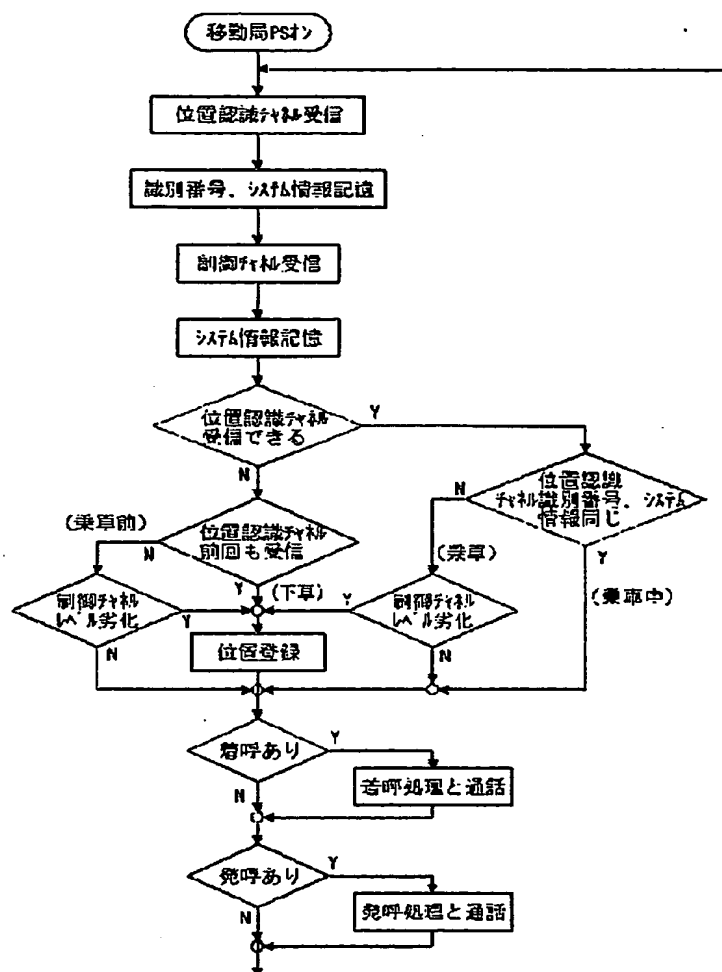 移動局PSオン
位置認識チャネル受信
識別番号、システム情報記憶
制御チャネル受信
システム情報記憶
位置認識チャネル
受信できる
Y
N
位置認識
チャネル識別番号、システム
情報同じ
N
Y
(乗車前)
位置認識チャネル
前回も受信
N
Y
(下車)
(乗車)
(乗車中)
制御チャネル
レベル劣化
Y
N
制御チャネル
レベル劣化
Y
N
位置登録
着呼あり
Y
N
着呼処理と通話
発呼あり
Y
N
発呼処理と通話